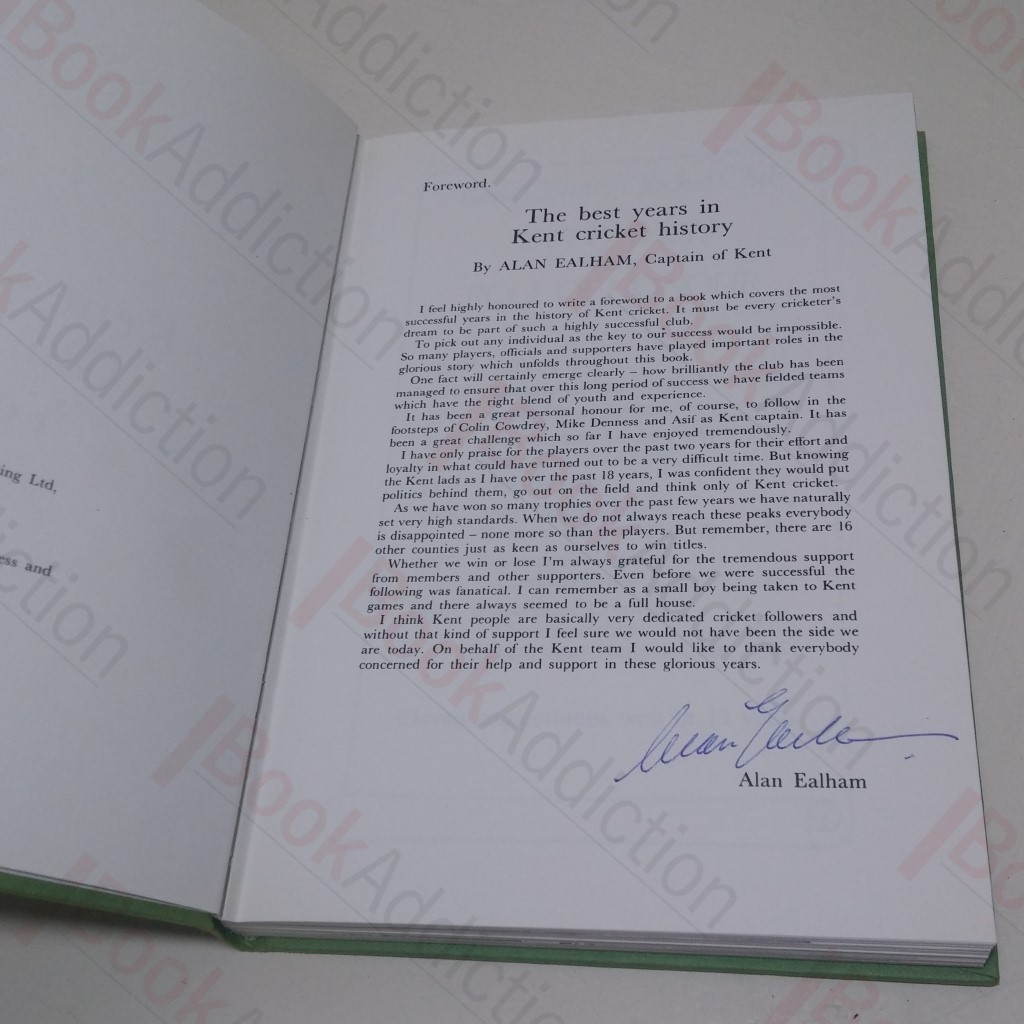 ing Ltd,
ess and
Foreword.
The best years in
Kent cricket history
By ALAN EALHAM, Captain of Kent
I feel highly honoured to write a foreword to a book which covers the most
successful years in the history of Kent cricket. It must be every cricketer's
dream to be part of such a highly successful club.
To pick out any individual as the key to our success would be impossible.
So many players, officials and supporters have played important roles in the
glorious story which unfolds throughout this book.
One fact will certainly emerge clearly – how brilliantly the club has been
managed to ensure that over this long period of success we have fielded teams
which have the right blend of youth and experience.
It has been a great personal honour for me, of course, to follow in the
footsteps of Colin Cowdrey, Mike Denness and Asif as Kent captain. It has
been a great challenge which so far I have enjoyed tremendously.
I have only praise for the players over the past two years for their effort and
loyalty in what could have turned out to be a very difficult time. But knowing
the Kent lads as I have over the past 18 years, I was confident they would put
politics behind them, go out on the field and think only of Kent cricket.
As we have won so many trophies over the past few years we have naturally
set very high standards. When we do not always reach these peaks everybody
is disappointed – none more so than the players. But remember, there are 16
other counties just as keen as ourselves to win titles.
Whether we win or lose I'm always grateful for the tremendous support
from members and other supporters. Even before we were successful the
following was fanatical. I can remember as a small boy being taken to Kent
games and there always seemed to be a full house.
I think Kent people are basically very dedicated cricket followers and
without that kind of support I feel sure we would not have been the side we
are today. On behalf of the Kent team I would like to thank everybody
concerned for their help and support in these glorious years.
Alan Ealham
Alan Ealham
BookAddiction